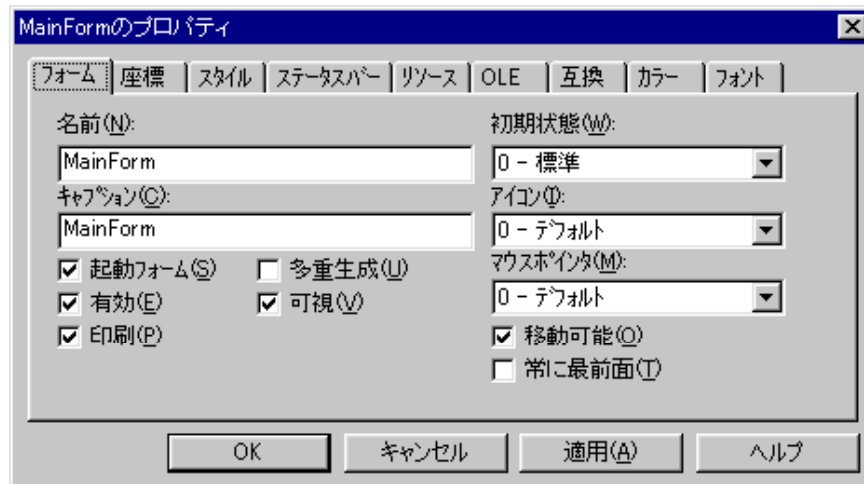 MainFormのプロパティ
フォーム 座標 スタイル ステータスバー リソース OLE 互換 カラー フォント
名前(N):
MainForm
キャプション(C):
MainForm
起動フォーム(S) 多重生成(U)
有効(E) 可視(V)
印刷(P)
初期状態(W):
0 - 標準
アイコン(I):
0 - デフォルト
マウスポインタ(M):
0 - デフォルト
移動可能(O)
常に最前面(T)
OK キャンセル 適用(A) ヘルプ